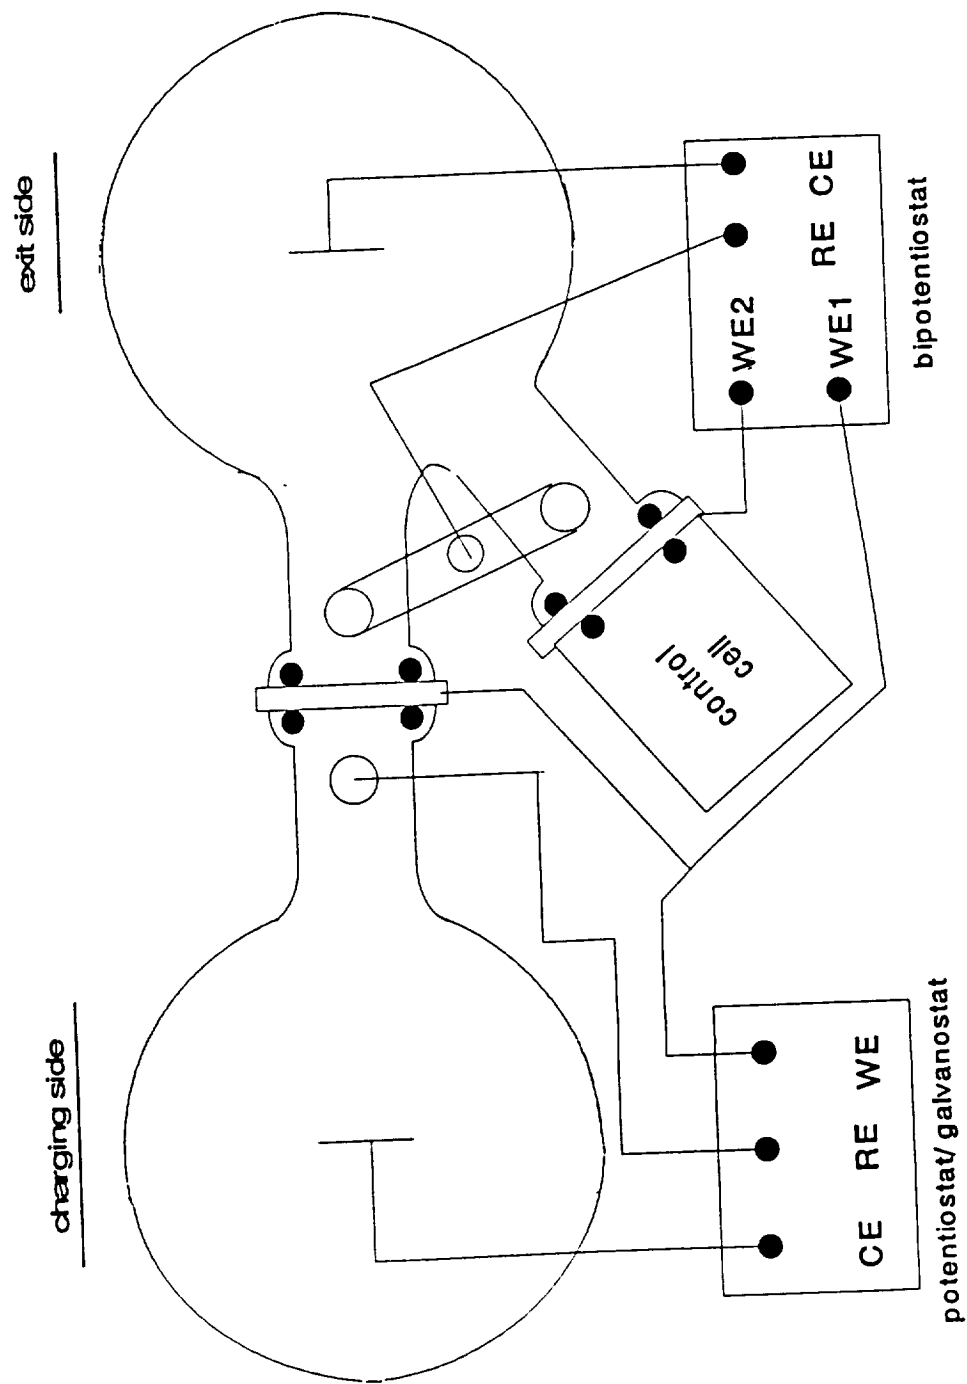 charging side
exit side
control
cell
CE RE WE
potentiostat/galvanostat
WE2
WE1 RE CE
bipotentiostat